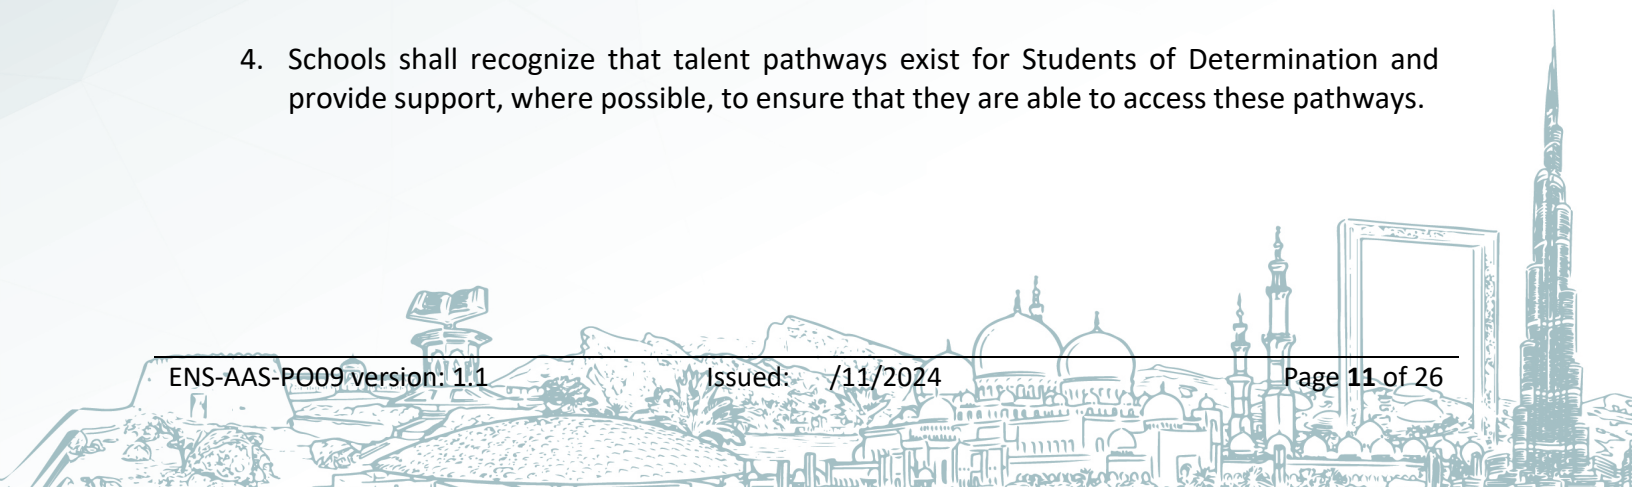 4. Schools shall recognize that talent pathways exist for Students of Determination and
provide support, where possible, to ensure that they are able to access these pathways.
ENS-AAS-PO09 version: 1.1 Issued: /11/2024 Page 11 of 26